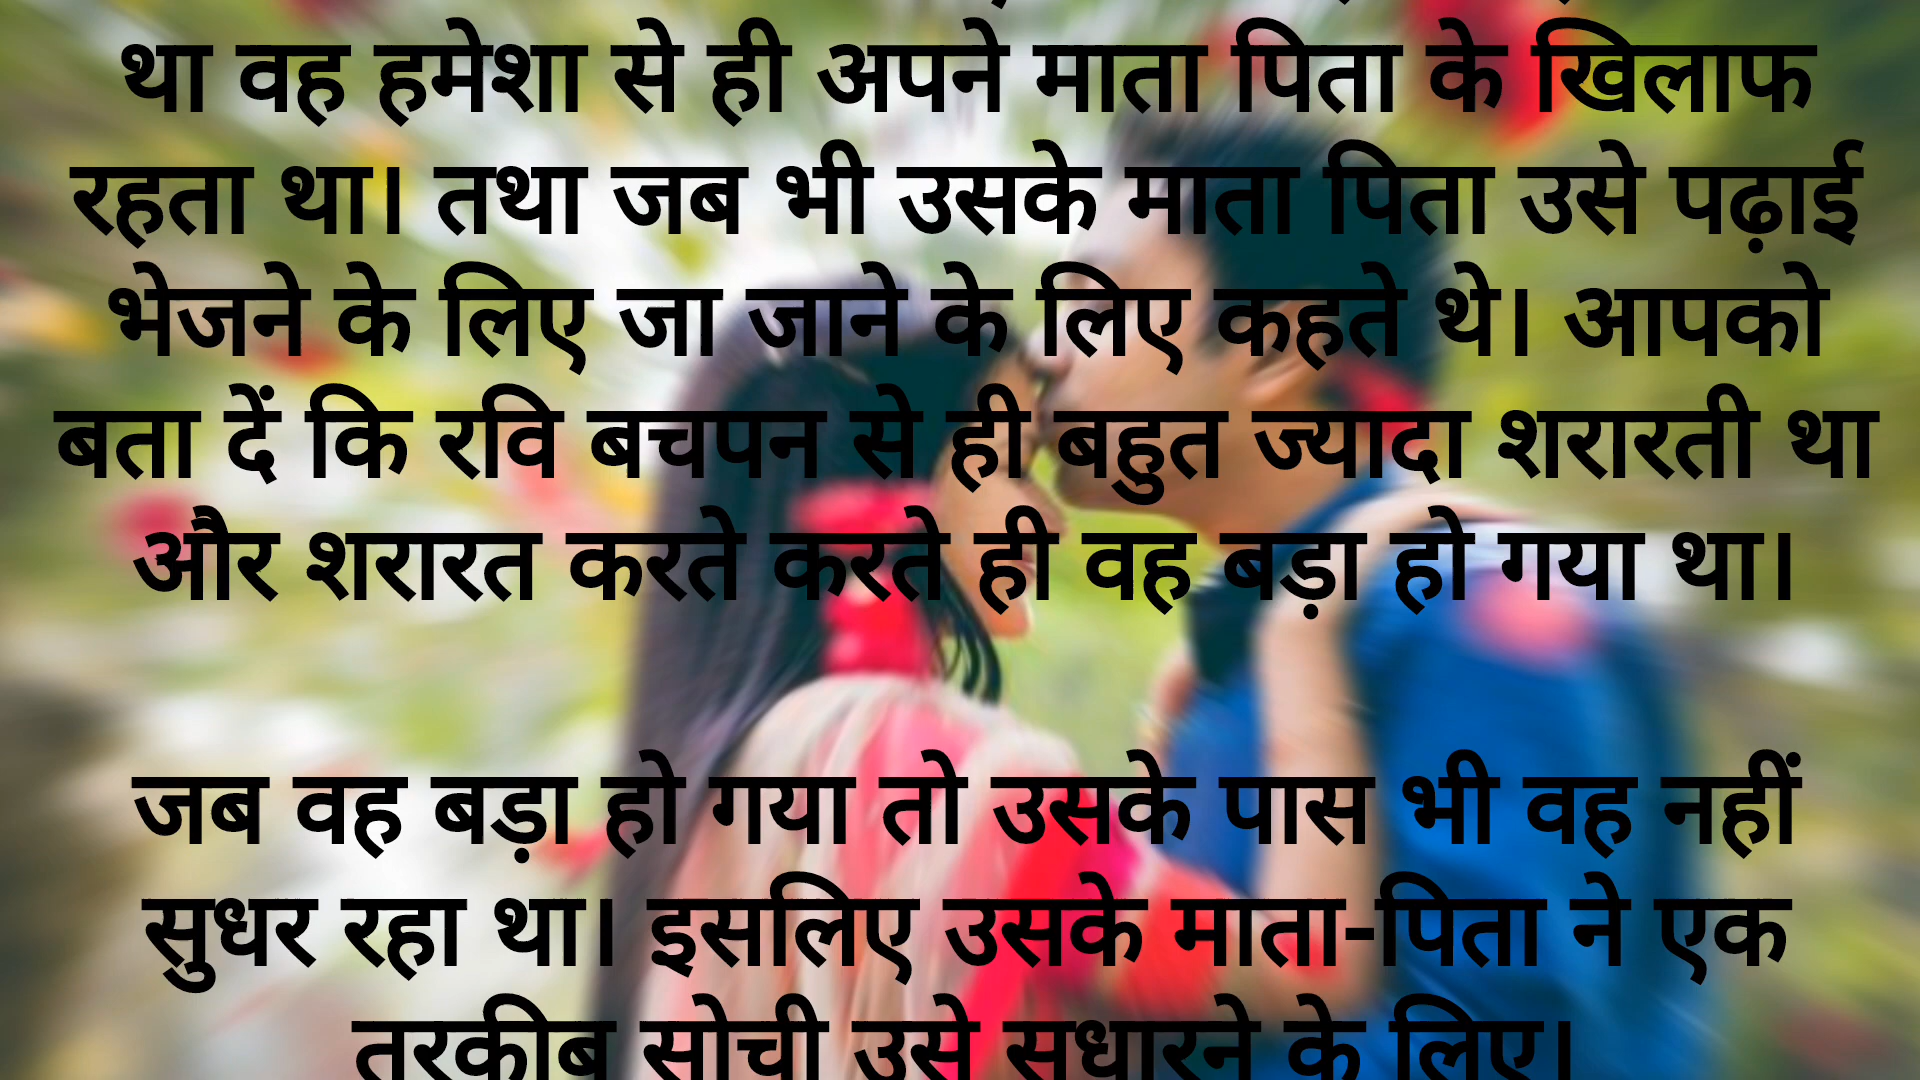 था वह हमेशा से ही अपने माता पिता के खिलाफ
रहता था। तथा जब भी उसके माता पिता उसे पढ़ाई
भेजने के लिए जा जाने के लिए कहते थे। आपको
बता दें कि रवि बचपन से ही बहुत ज्यादा शरारती था
और शरारत करते करते ही वह बड़ा हो गया था।
जब वह बड़ा हो गया तो उसके पास भी वह नहीं
सुधर रहा था। इसलिए उसके माता-पिता ने एक
तरकीब सोची उसे सुधारने के लिए।